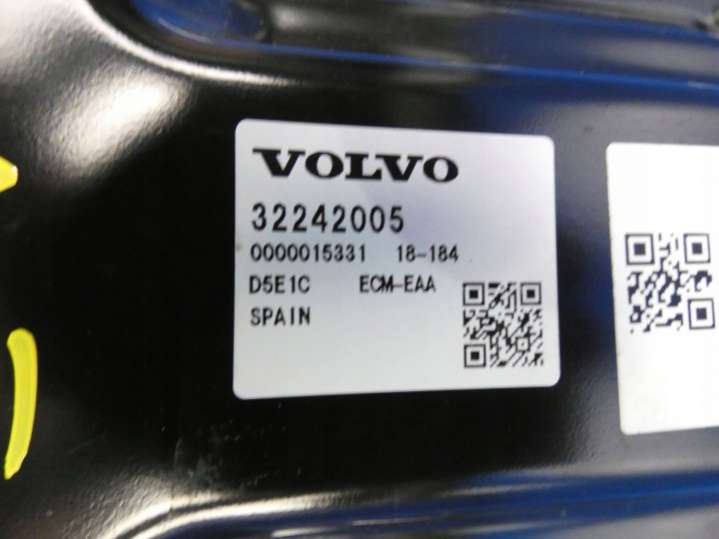 VOLVO
32242005
0000015331 18-184
D5E1C ECM-EAA
SPAIN